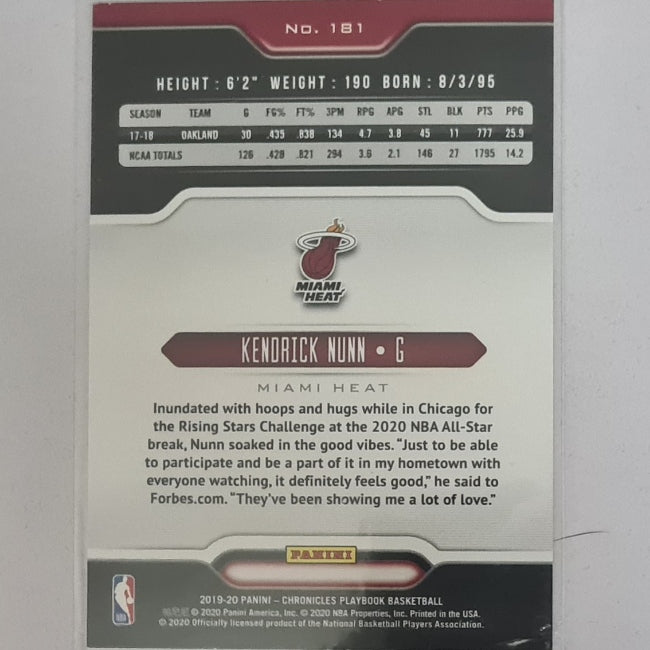 No. 181
HEIGHT : 6'2" WEIGHT : 190 BORN : 8/3/95
SEASON TEAM G FG% FT% 3PM RPG APG STL BLK PTS PPG
17-18 OAKLAND 30 .435 .838 134 4.7 3.8 45 11 777 25.9
NCAA TOTALS 126 .428 .821 294 3.6 2.1 146 27 1795 14.2
MIAMI
HEAT
KENDRICK NUNN • G
MIAMI HEAT
Inundated with hoops and hugs while in Chicago for
the Rising Stars Challenge at the 2020 NBA All-Star
break, Nunn soaked in the good vibes. “Just to be able
to participate and be a part of it in my hometown with
everyone watching, it definitely feels good,” he said to
Forbes.com. “They’ve been showing me a lot of love.”
PANINI
2019-20 PANINI – CHRONICLES PLAYBOOK BASKETBALL
© 2020 Panini America, Inc. © 2020 NBA Properties, Inc. Printed in the USA.
© 2020 Officially licensed product of the National Basketball Players Association.
NBA